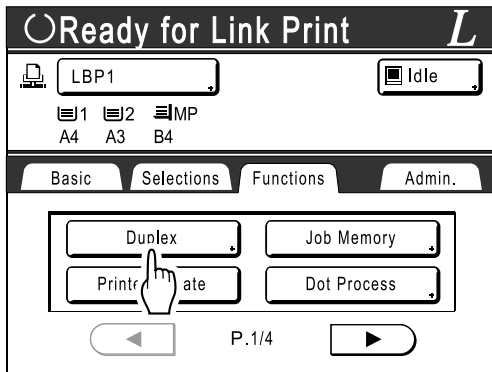 Ready for Link Print L
LBP1 Idle
1 2 MP
A4 A3 B4
Basic Selections Functions Admin.
Duplex Job Memory
Dot Process
P.1/4